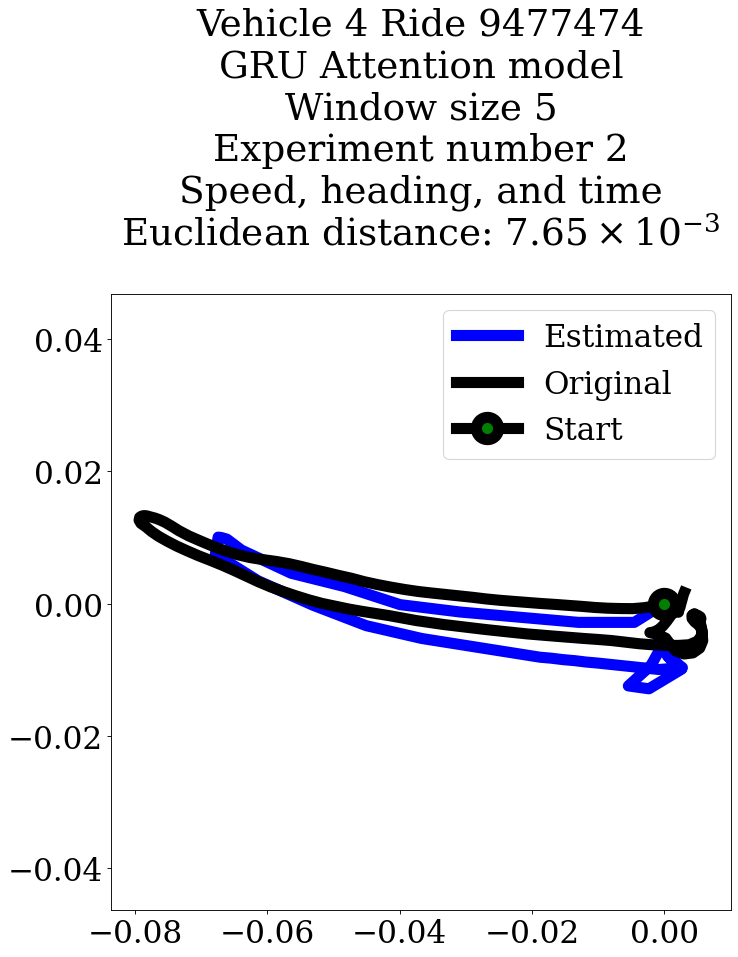 Vehicle 4 Ride 9477474
GRU Attention model
Window size 5
Experiment number 2
Speed, heading, and time
Euclidean distance: 7.65 × 10⁻³
Estimated
Original
Start
0.04
0.02
0.00
−0.02
−0.04
−0.08 −0.06 −0.04 −0.02 0.00